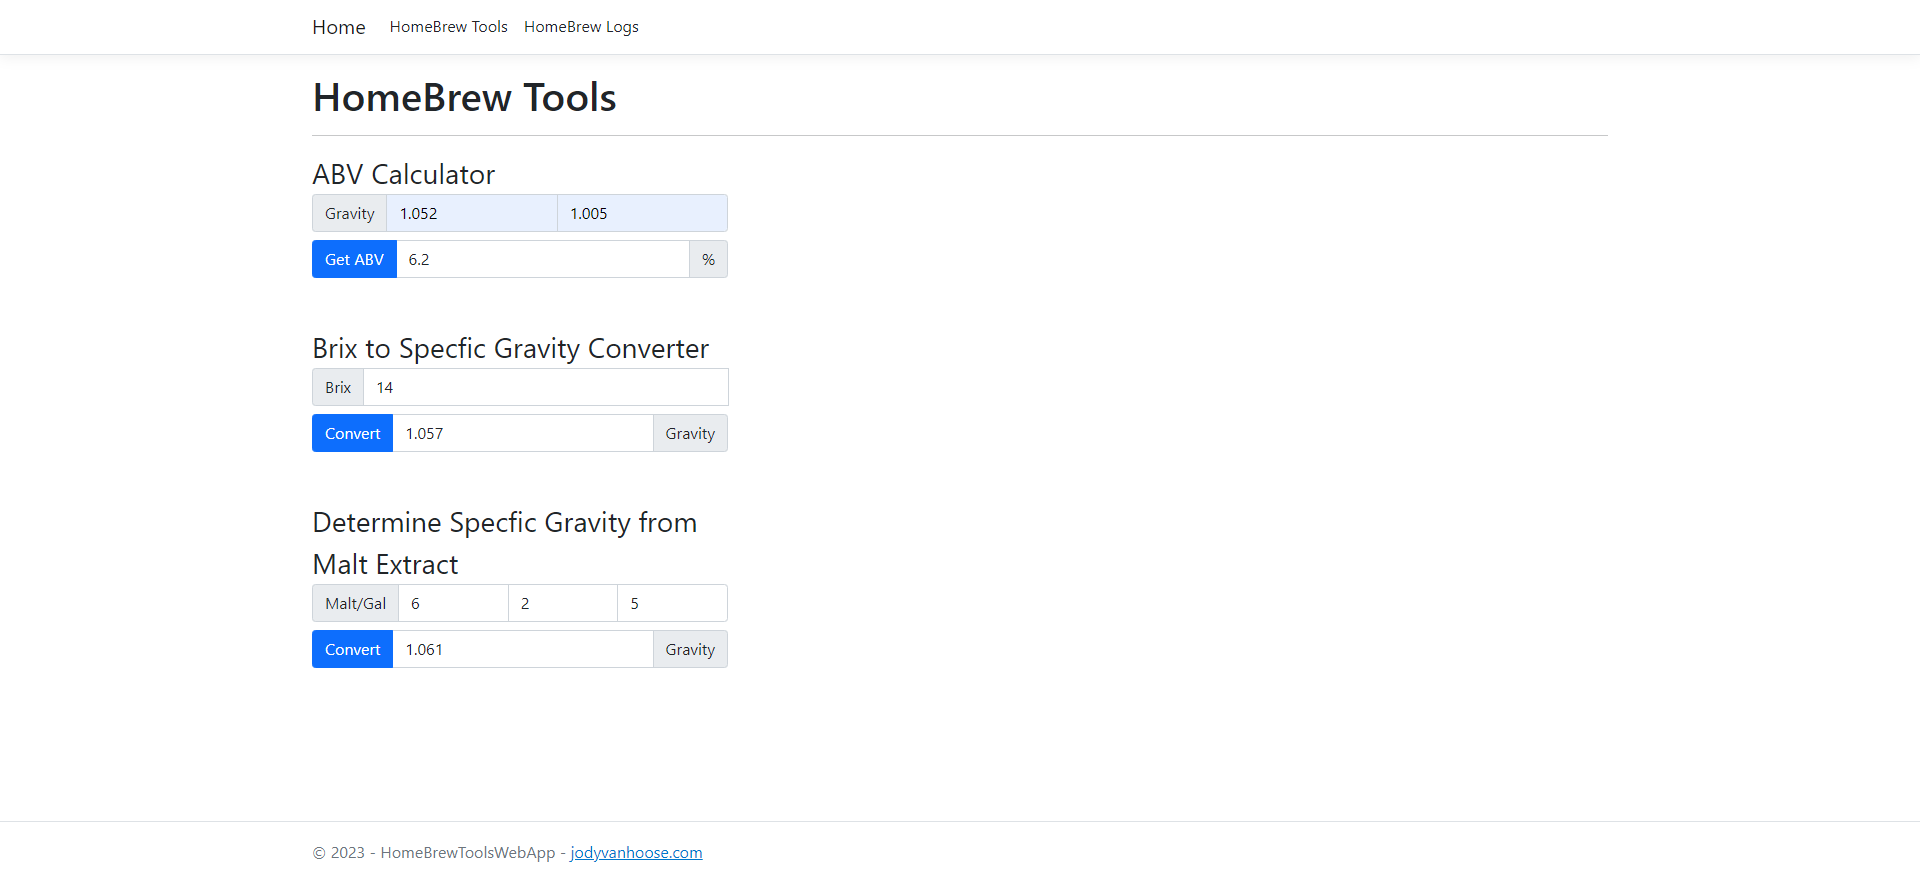 Home HomeBrew Tools HomeBrew Logs
HomeBrew Tools
ABV Calculator
Gravity 1.052 1.005
Get ABV 6.2 %
Brix to Specfic Gravity Converter
Brix 14
Convert 1.057 Gravity
Determine Specfic Gravity from
Malt Extract
Malt/Gal 6 2 5
Convert 1.061 Gravity
© 2023 - HomeBrewToolsWebApp - jodyvanhoose.com